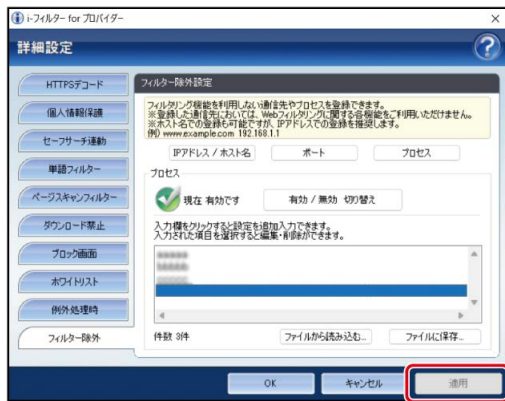 i-フィルター for プロバイダー
詳細設定
HTTPSデコード
個人情報保護
セーフサーチ連動
単語フィルター
ページスキャンフィルター
ダウンロード禁止
ブロック画面
ホワイトリスト
例外処理時
フィルター除外
フィルター除外設定
フィルタリング機能を利用しない通信先やプロセスを登録できます。
※登録した通信先においては、Webフィルタリングに関する各機能をご利用いただけません。
※ホスト名での登録も可能ですが、IPアドレスでの登録を推奨します。
例) www.example.com 192.168.1.1
IPアドレス / ホスト名
ポート
プロセス
プロセス
現在 有効です
有効 / 無効 切り替え
入力欄をクリックすると設定を追加入力できます。
入力された項目を選択すると編集・削除ができます。
件数 3件
ファイルから読み込む...
ファイルに保存...
OK
キャンセル
適用